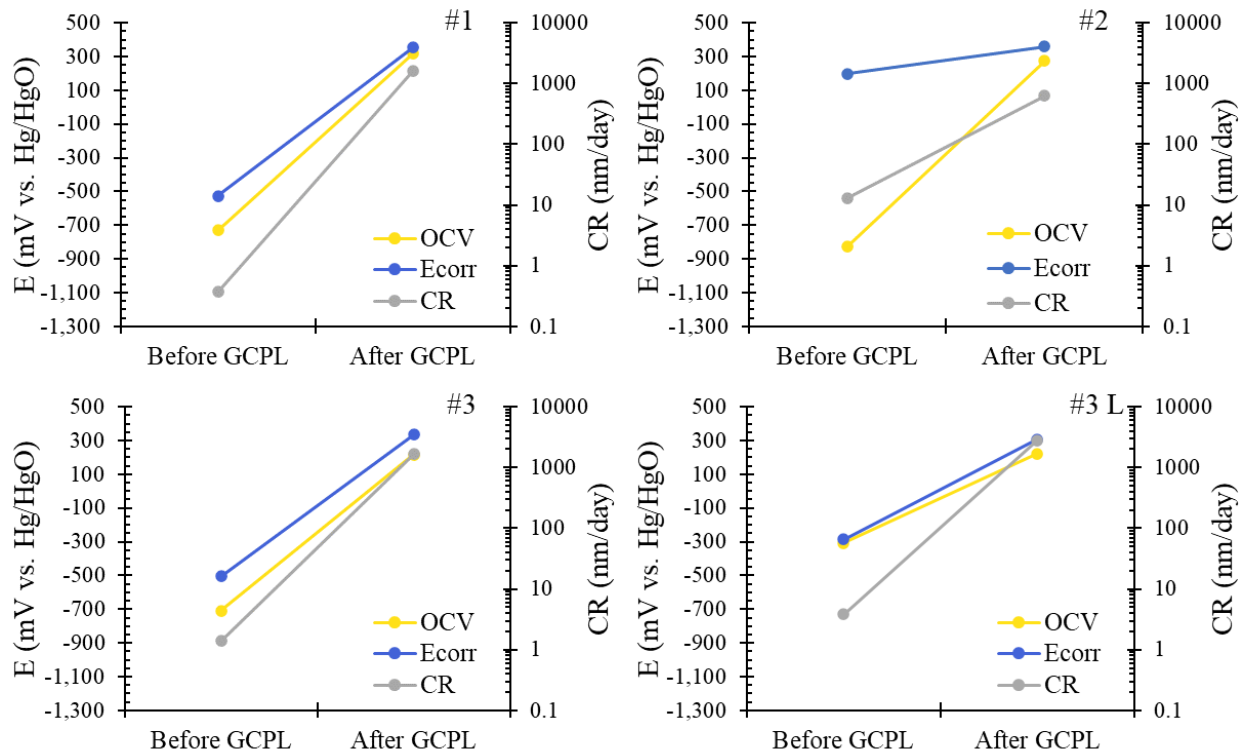 #1
E (mV vs. Hg/HgO)
500
300
100
-100
-300
-500
-700
-900
-1,100
-1,300
OCV
Ecorr
CR
10000
1000
100
10
1
0.1
CR (nm/day)
Before GCPL After GCPL
#2
E (mV vs. Hg/HgO)
500
300
100
-100
-300
-500
-700
-900
-1,100
-1,300
OCV
Ecorr
CR
10000
1000
100
10
1
0.1
CR (nm/day)
Before GCPL After GCPL
#3
E (mV vs. Hg/HgO)
500
300
100
-100
-300
-500
-700
-900
-1,100
-1,300
OCV
Ecorr
CR
10000
1000
100
10
1
0.1
CR (nm/day)
Before GCPL After GCPL
#3 L
E (mV vs. Hg/HgO)
500
300
100
-100
-300
-500
-700
-900
-1,100
-1,300
OCV
Ecorr
CR
10000
1000
100
10
1
0.1
CR (nm/day)
Before GCPL After GCPL